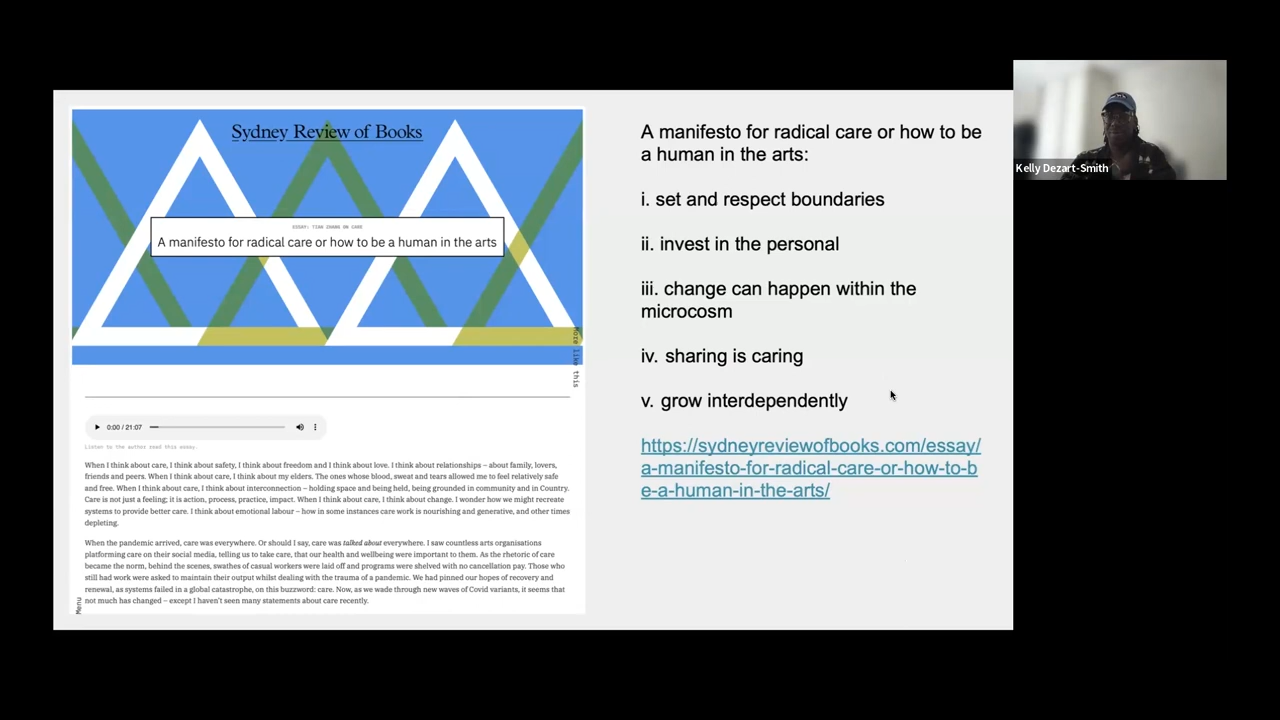 Sydney Review of Books
ESSAY: TIAN ZHANG ON CARE
A manifesto for radical care or how to be a human in the arts
More like this
0:00 / 21:07
Listen to the author read this essay.
When I think about care, I think about safety, I think about freedom and I think about love. I think about relationships – about family, lovers,
friends and peers. When I think about care, I think about my elders. The ones whose blood, sweat and tears allowed me to feel relatively safe
and free. When I think about care, I think about interconnection – holding space and being held, being grounded in community and in Country.
Care is not just a feeling; it is action, process, practice, impact. When I think about care, I think about change. I wonder how we might recreate
systems to provide better care. I think about emotional labour – how in some instances care work is nourishing and generative, and other times
depleting.
When the pandemic arrived, care was everywhere. Or should I say, care was talked about everywhere. I saw countless arts organisations
platforming care on their social media, telling us to take care, that our health and wellbeing were important to them. As the rhetoric of care
became the norm, behind the scenes, swathes of casual workers were laid off and programs were shelved with no cancellation pay. Those who
still had work were asked to maintain their output whilst dealing with the trauma of a pandemic. We had pinned our hopes of recovery and
renewal, as systems failed in a global catastrophe, on this buzzword: care. Now, as we wade through new waves of Covid variants, it seems that
not much has changed – except I haven't seen many statements about care recently.
Menu
A manifesto for radical care or how to be
a human in the arts:
i. set and respect boundaries
ii. invest in the personal
iii. change can happen within the
microcosm
iv. sharing is caring
v. grow interdependently
https://sydneyreviewofbooks.com/essay/
a-manifesto-for-radical-care-or-how-to-b
e-a-human-in-the-arts/
Kelly Dezart-Smith